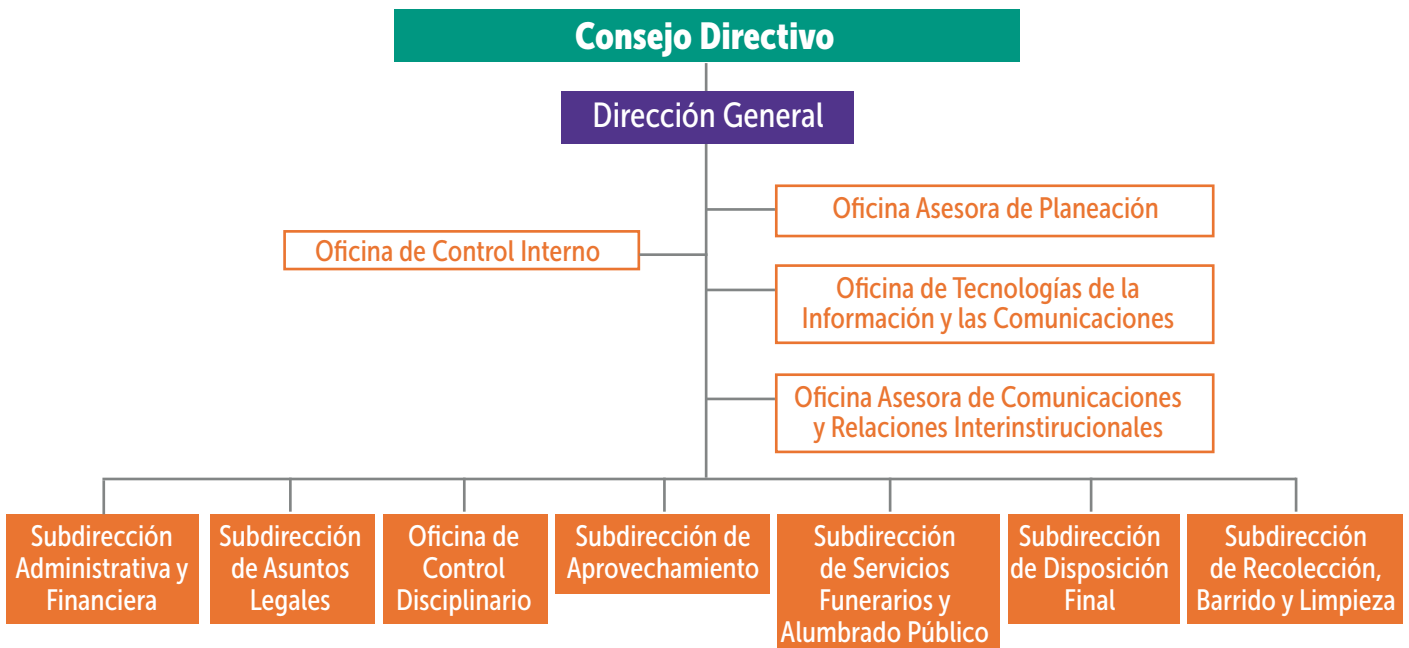 Consejo Directivo
Dirección General
Oficina Asesora de Planeación
Oficina de Control Interno
Oficina de Tecnologías de la
Información y las Comunicaciones
Oficina Asesora de Comunicaciones
y Relaciones Interinstirucionales
Subdirección
Administrativa y
Financiera
Subdirección
de Asuntos
Legales
Oficina de
Control
Disciplinario
Subdirección de
Aprovechamiento
Subdirección
de Servicios
Funerarios y
Alumbrado Público
Subdirección
de Disposición
Final
Subdirección
de Recolección,
Barrido y Limpieza